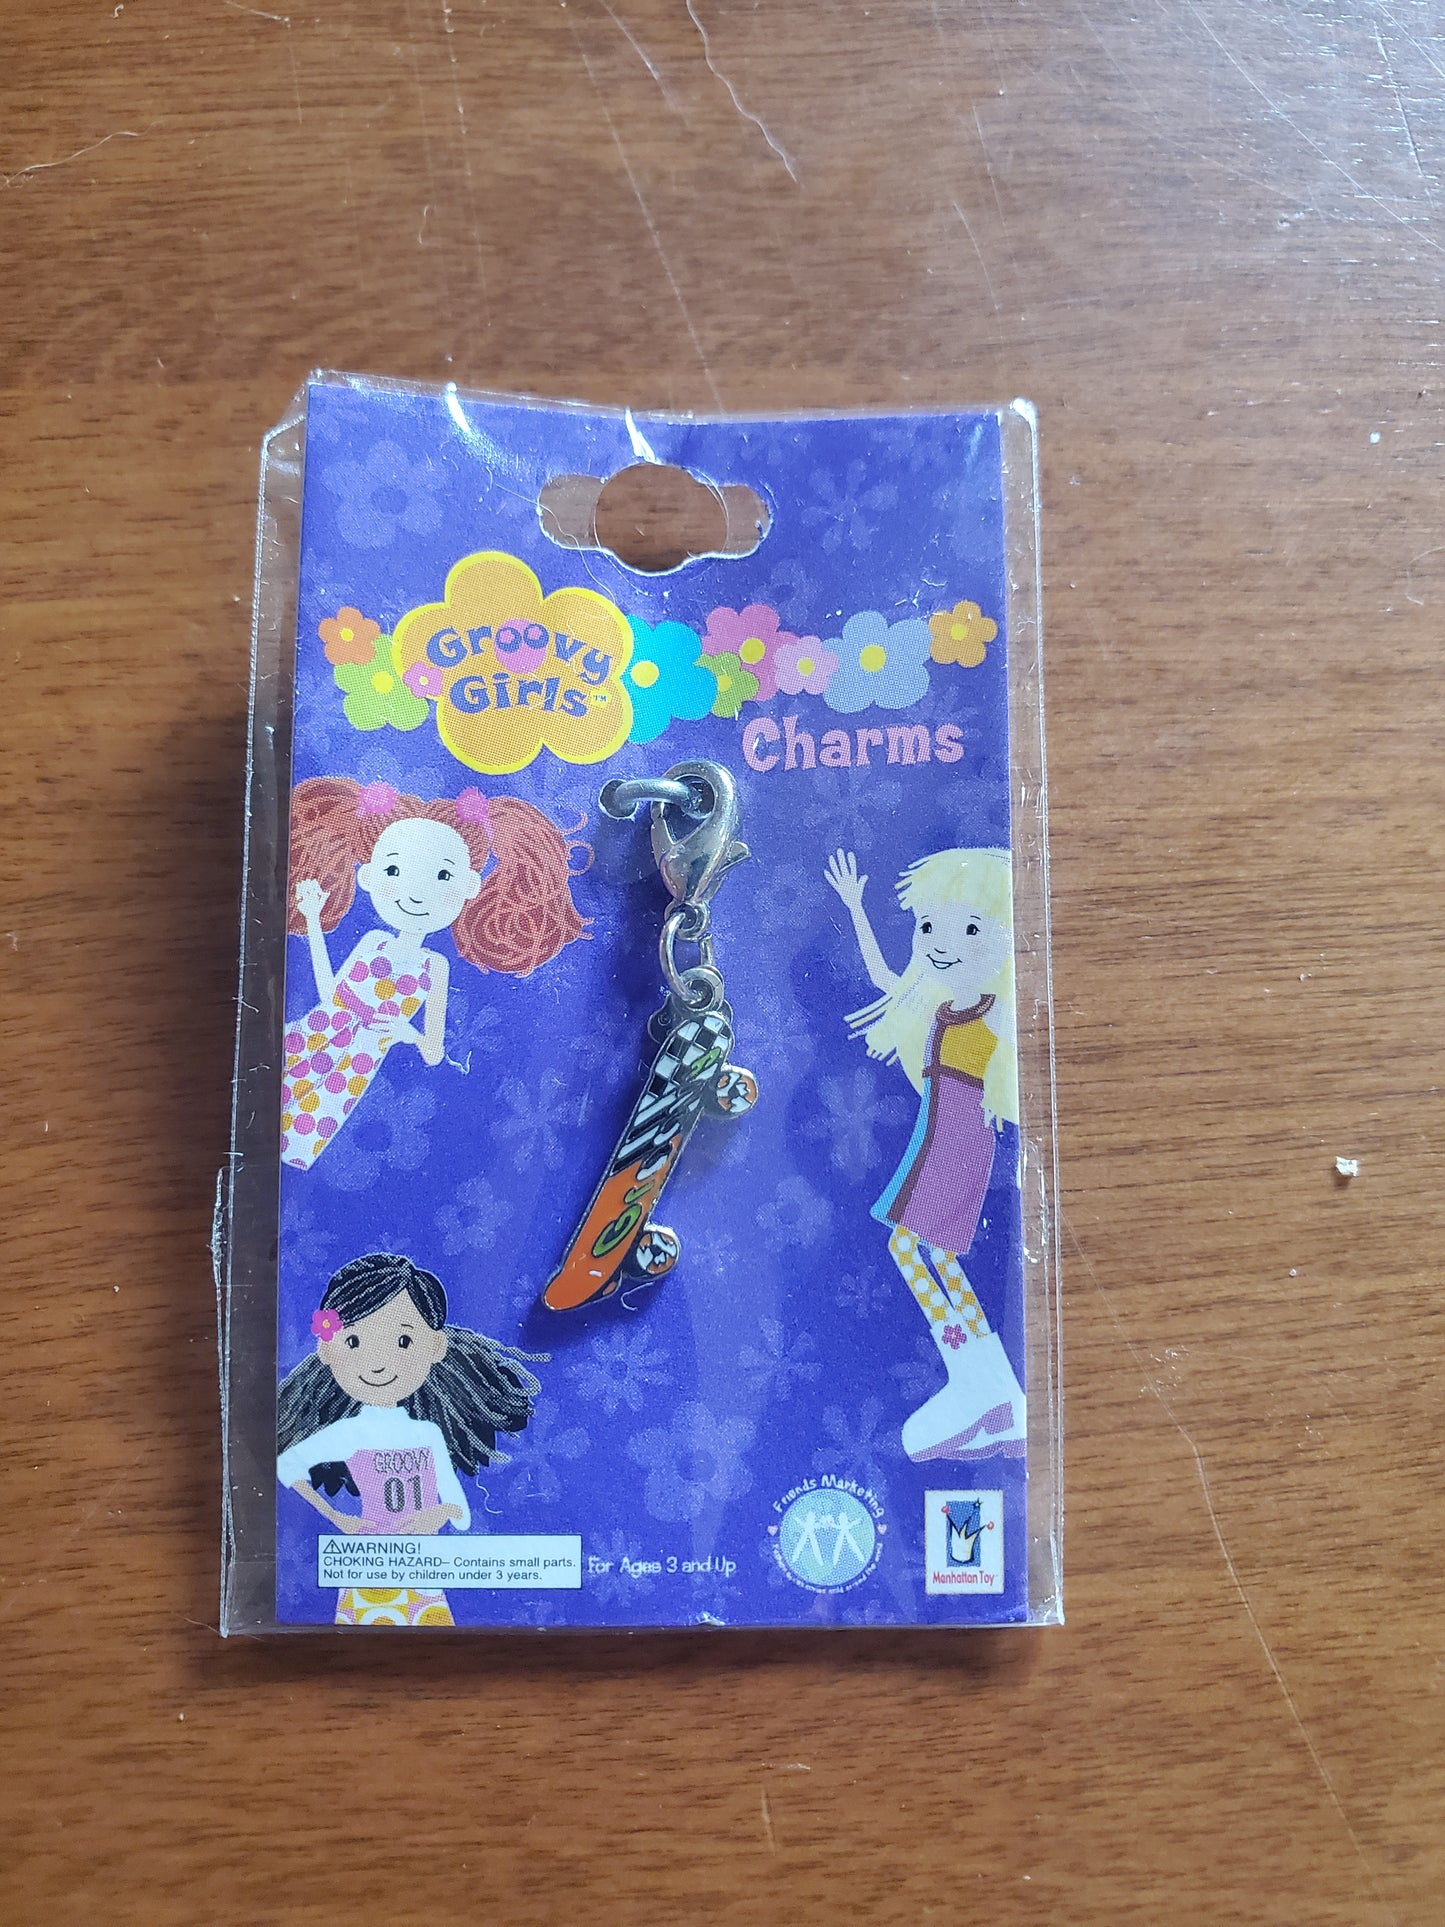 Groovy
Girls™
Charms
GROOVY
01
⚠WARNING!
CHOKING HAZARD– Contains small parts.
Not for use by children under 3 years.
For Ages 3 and Up
Friends Marketing
Manhattan Toy